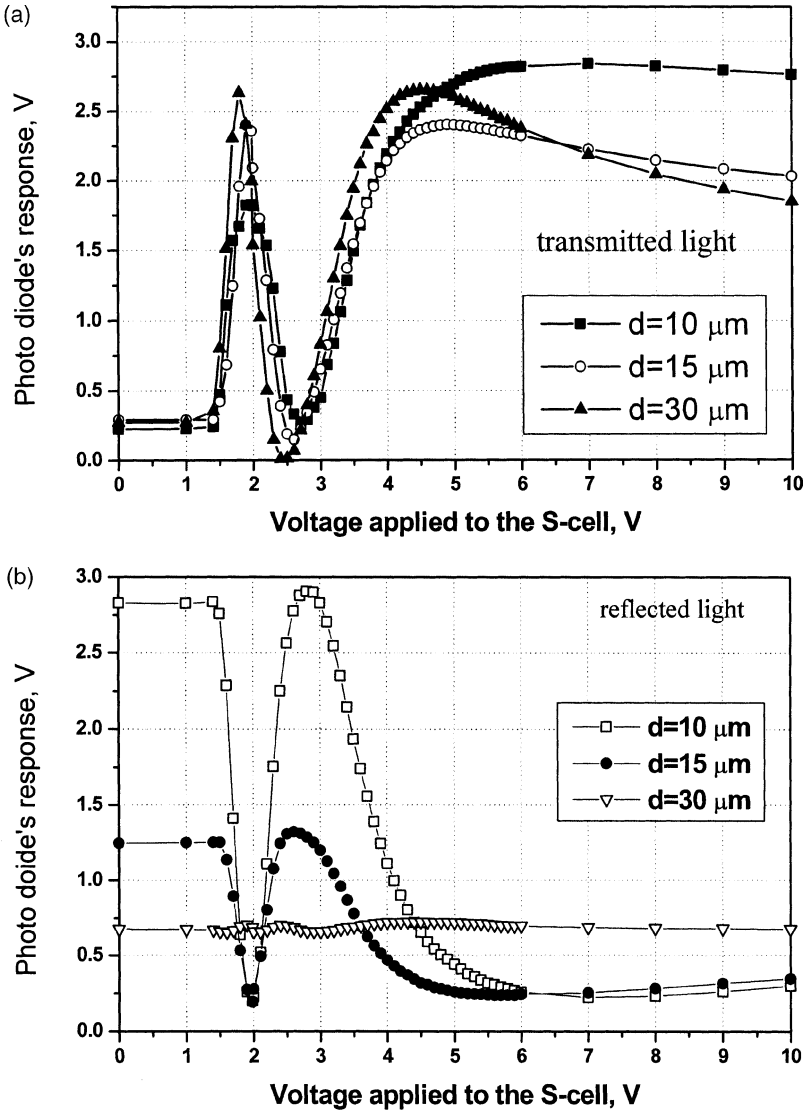 (a)
3.0
2.5
2.0
1.5
1.0
0.5
0.0
Photo diode's response, V
transmitted light
d=10 μm
d=15 μm
d=30 μm
0 1 2 3 4 5 6 7 8 9 10
Voltage applied to the S-cell, V
(b)
3.0
2.5
2.0
1.5
1.0
0.5
0.0
Photo doide's response, V
reflected light
d=10 μm
d=15 μm
d=30 μm
0 1 2 3 4 5 6 7 8 9 10
Voltage applied to the S-cell, V